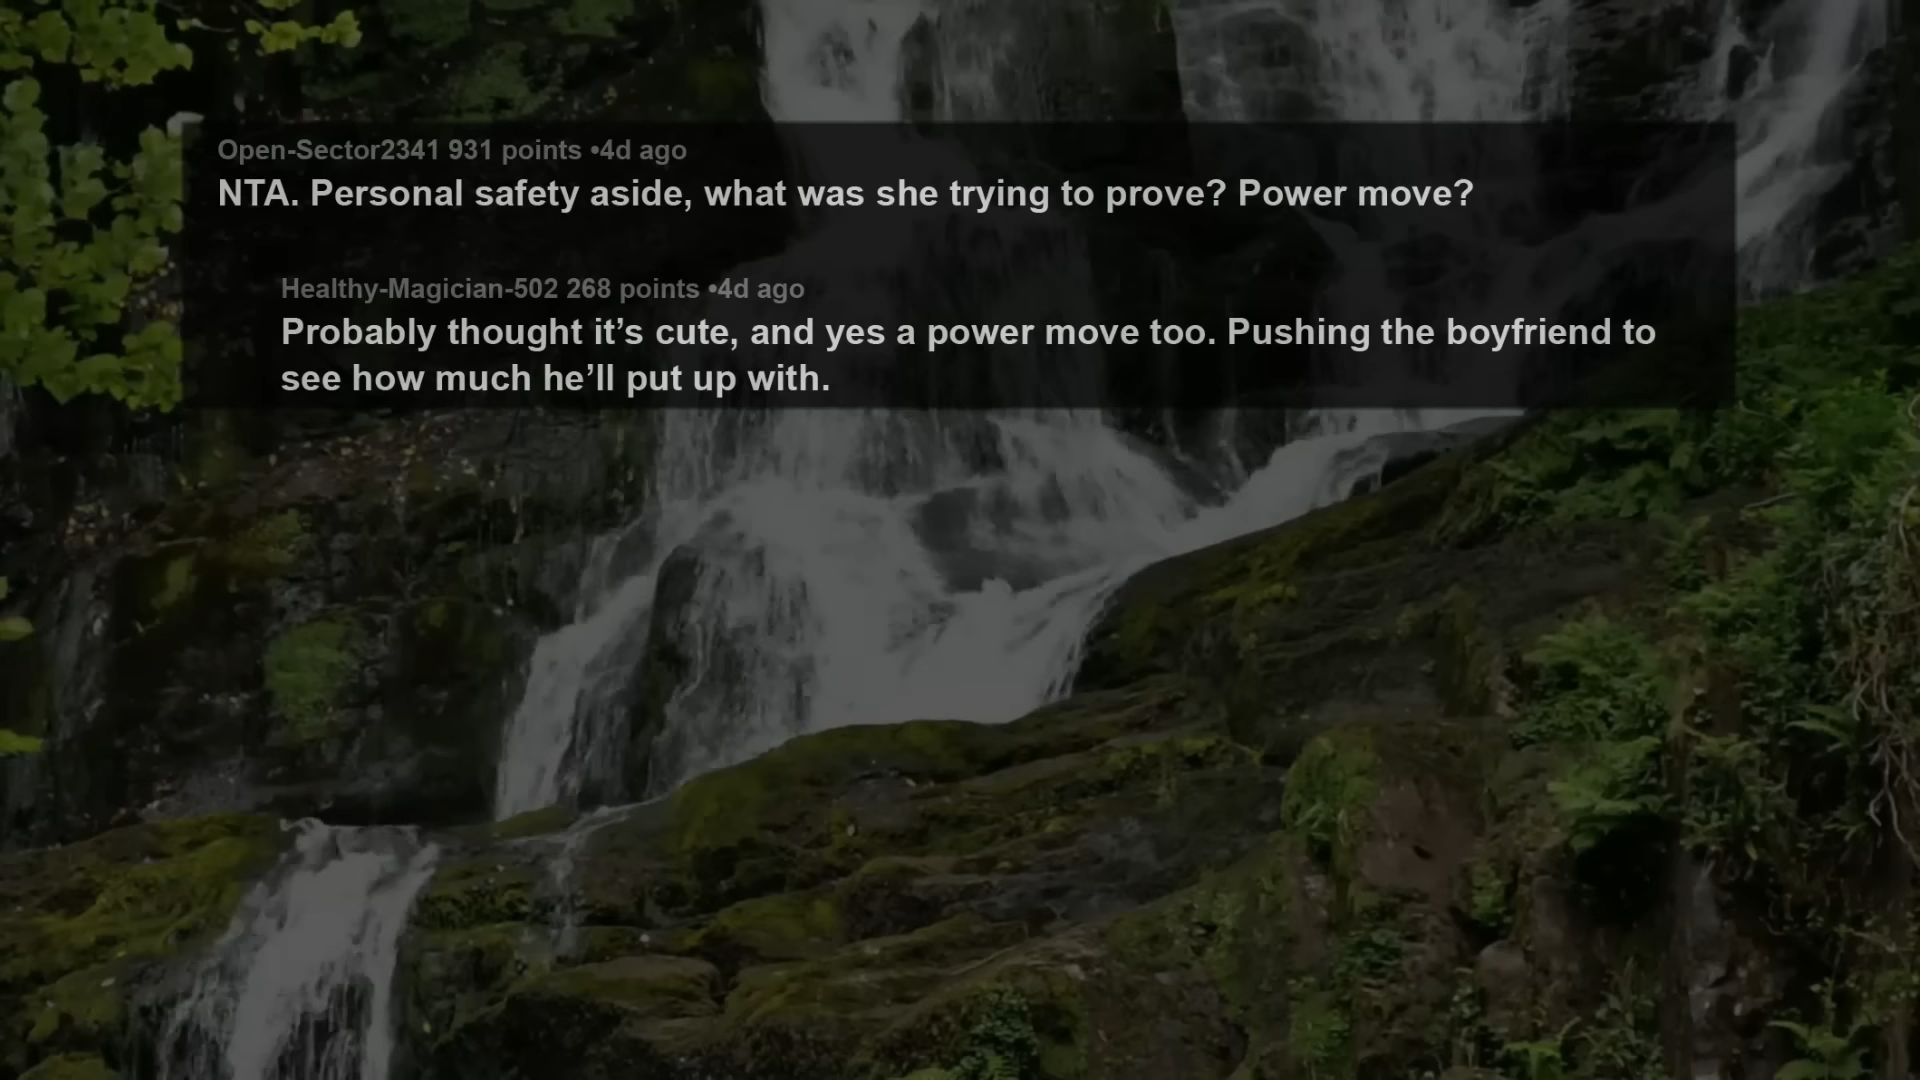 Open-Sector2341 931 points •4d ago
NTA. Personal safety aside, what was she trying to prove? Power move?
Healthy-Magician-502 268 points •4d ago
Probably thought it’s cute, and yes a power move too. Pushing the boyfriend to
see how much he’ll put up with.